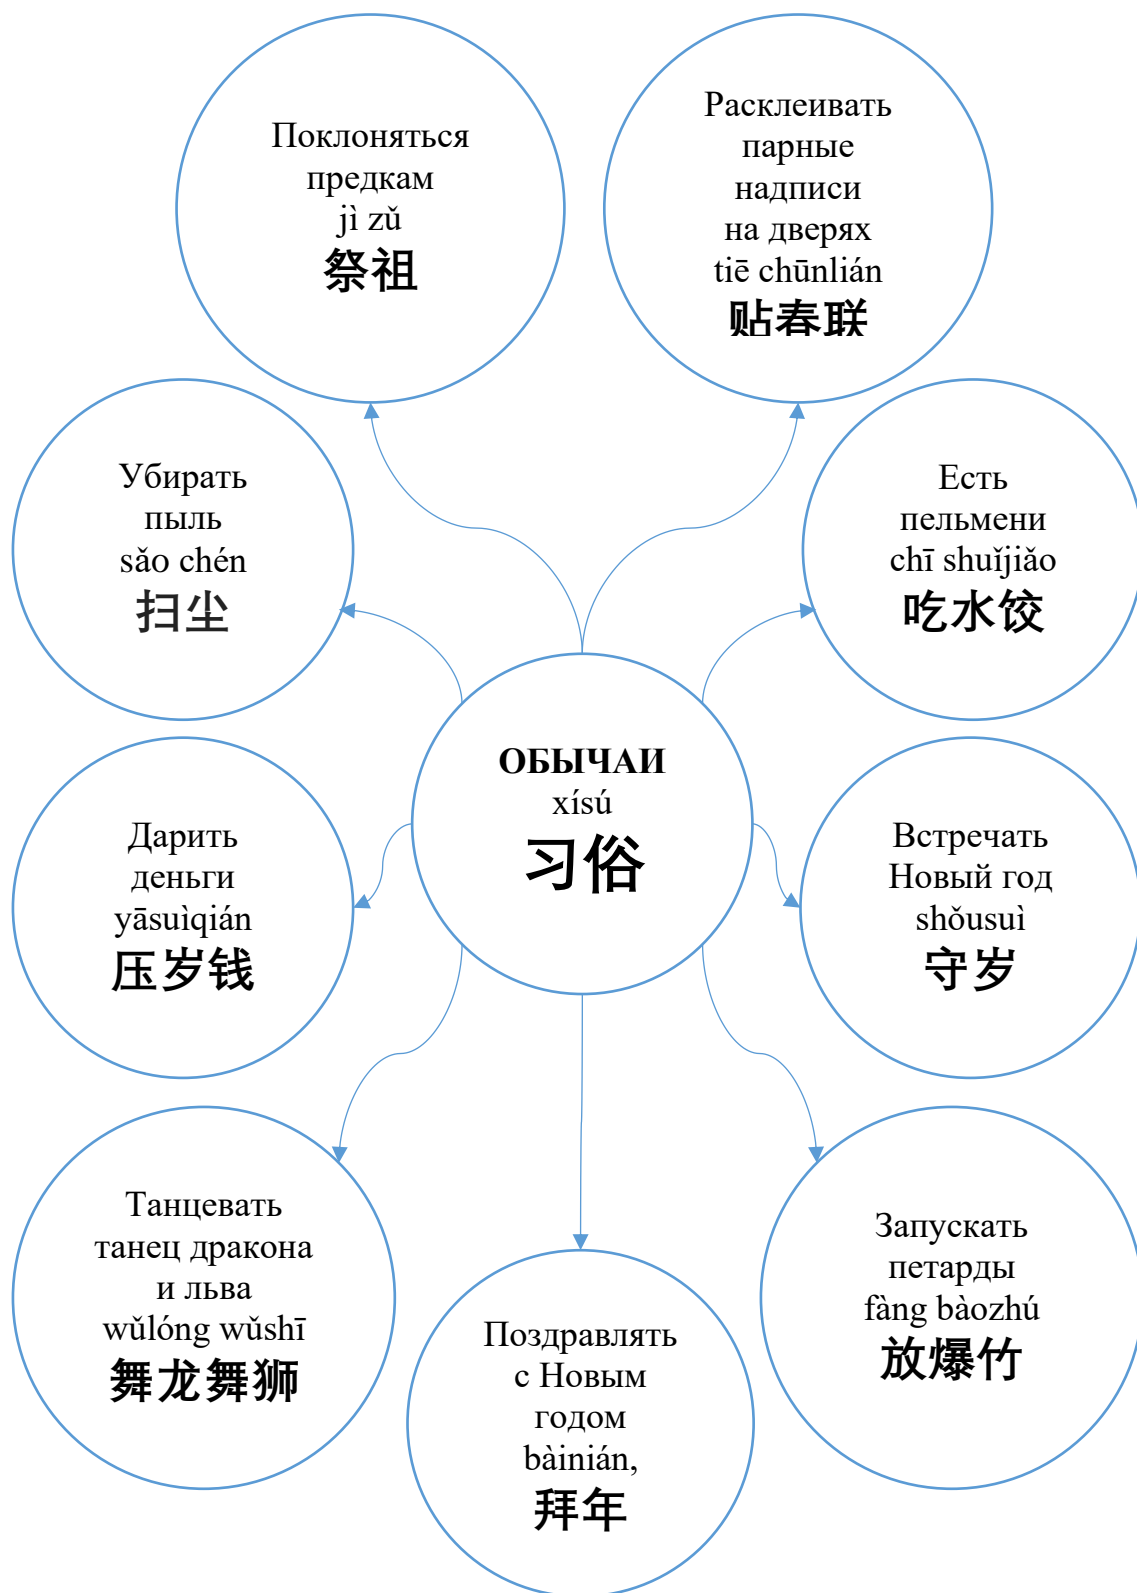 Поклоняться
предкам
jì zǔ
祭祖
Расклеивать
парные
надписи
на дверях
tiē chūnlián
贴春联
Убирать
пыль
sǎo chén
扫尘
Есть
пельмени
chī shuǐjiǎo
吃水饺
ОБЫЧАИ
xísú
习俗
Дарить
деньги
yāsuìqián
压岁钱
Встречать
Новый год
shǒusuì
守岁
Танцевать
танец дракона
и льва
wǔlóng wǔshī
舞龙舞狮
Поздравлять
с Новым
годом
bàinián,
拜年
Запускать
петарды
fàng bàozhú
放爆竹